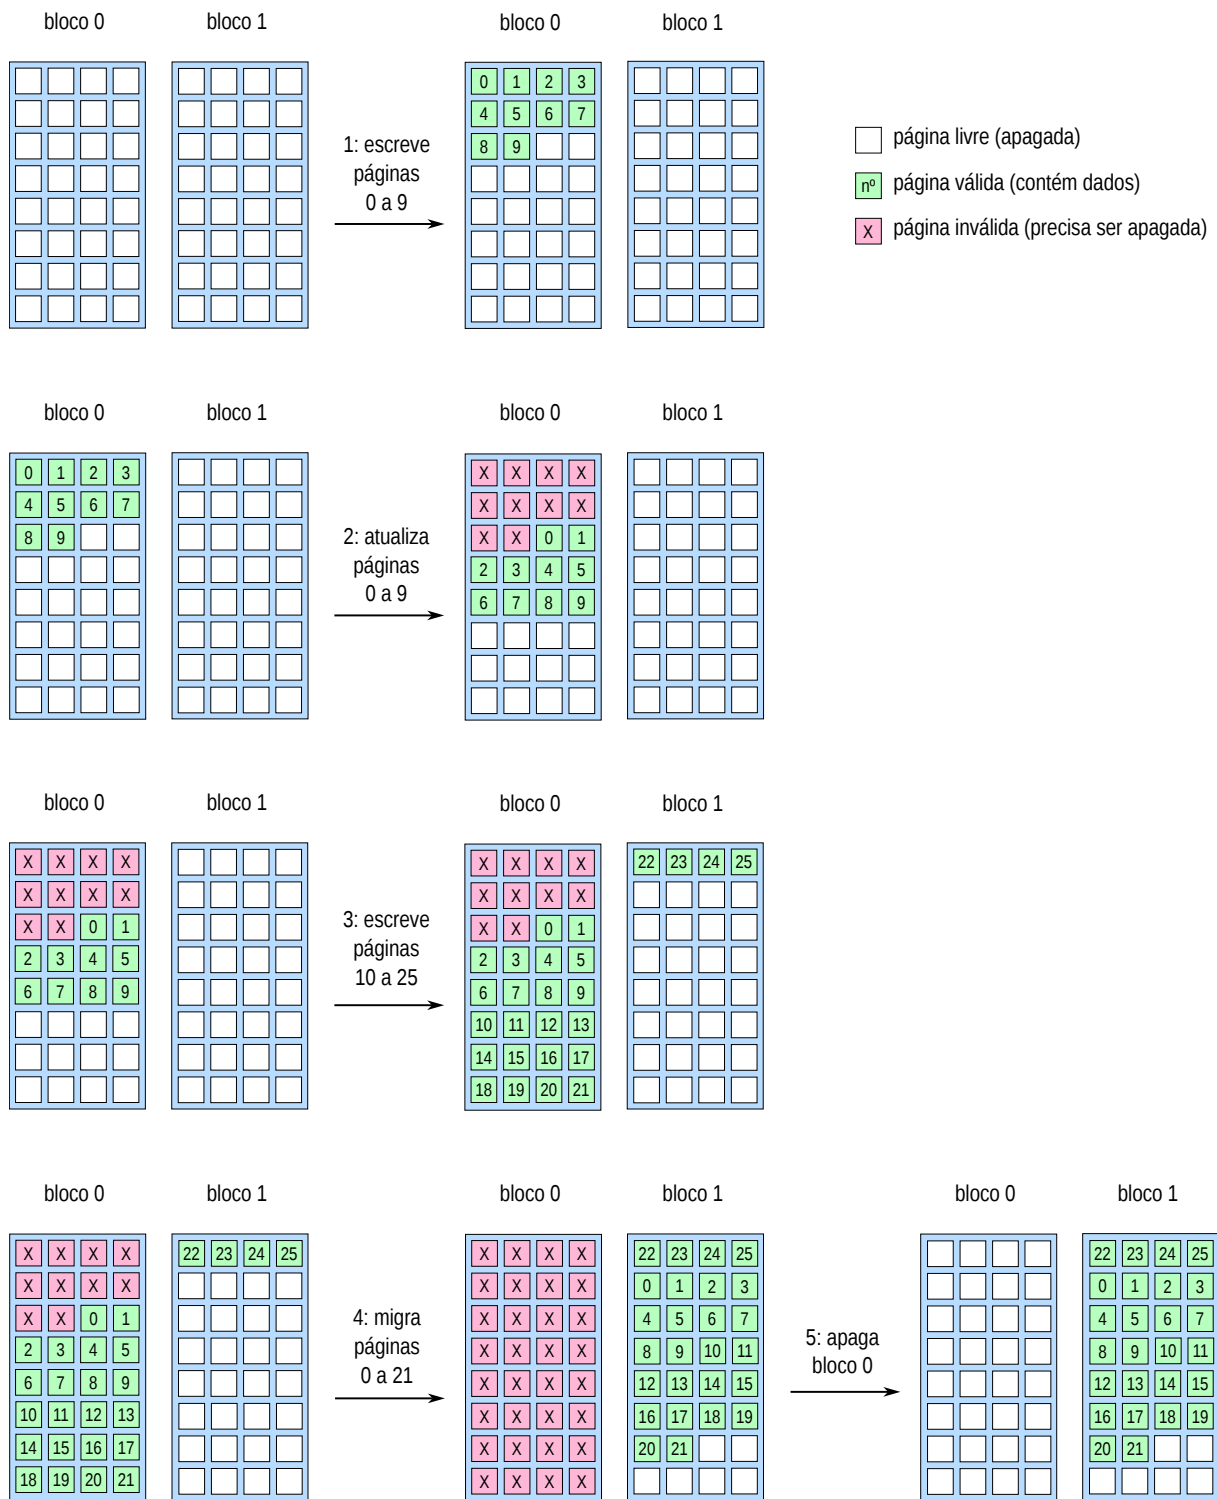 bloco 0 bloco 1 bloco 0 bloco 1
0 1 2 3
4 5 6 7
8 9
1: escreve
páginas
0 a 9
página livre (apagada)
nº página válida (contém dados)
X página inválida (precisa ser apagada)
bloco 0 bloco 1 bloco 0 bloco 1
0 1 2 3
4 5 6 7
8 9
2: atualiza
páginas
0 a 9
X X X X
X X X X
X X 0 1
2 3 4 5
6 7 8 9
bloco 0 bloco 1 bloco 0 bloco 1
X X X X
X X X X
X X 0 1
2 3 4 5
6 7 8 9
3: escreve
páginas
10 a 25
X X X X
X X X X
X X 0 1
2 3 4 5
6 7 8 9
10 11 12 13
14 15 16 17
18 19 20 21
22 23 24 25
bloco 0 bloco 1 bloco 0 bloco 1 bloco 0 bloco 1
X X X X
X X X X
X X 0 1
2 3 4 5
6 7 8 9
10 11 12 13
14 15 16 17
18 19 20 21
22 23 24 25
4: migra
páginas
0 a 21
X X X X
X X X X
X X X X
X X X X
X X X X
X X X X
X X X X
X X X X
22 23 24 25
0 1 2 3
4 5 6 7
8 9 10 11
12 13 14 15
16 17 18 19
20 21
5: apaga
bloco 0
22 23 24 25
0 1 2 3
4 5 6 7
8 9 10 11
12 13 14 15
16 17 18 19
20 21